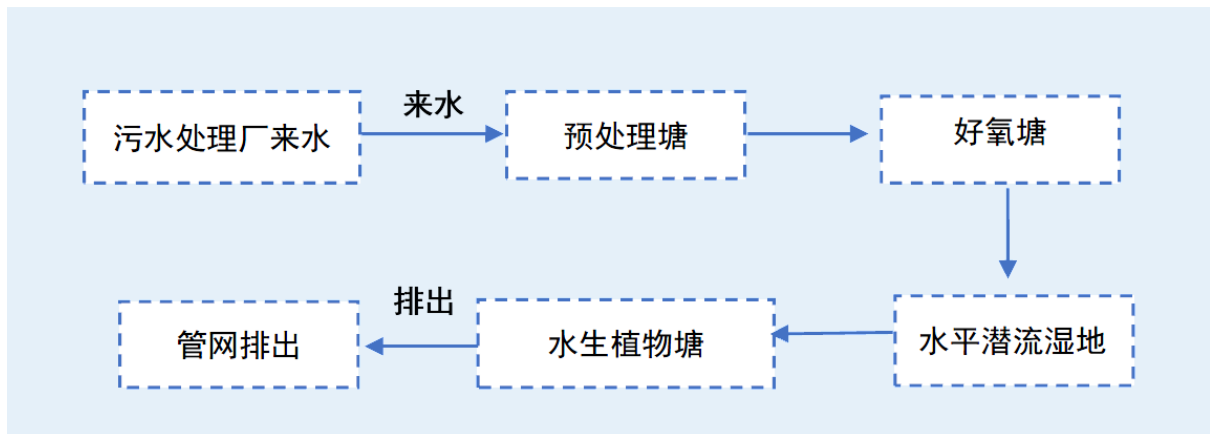 污水处理厂来水
来水
预处理塘
好氧塘
水平潜流湿地
水生植物塘
排出
管网排出